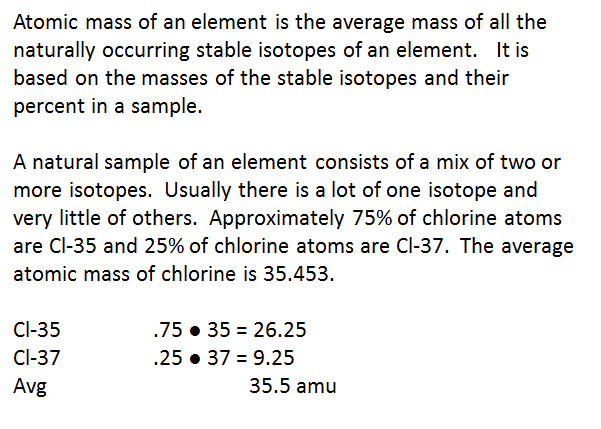 Atomic mass of an element is the average mass of all the
naturally occurring stable isotopes of an element.   It is
based on the masses of the stable isotopes and their
percent in a sample.
A natural sample of an element consists of a mix of two or
more isotopes.  Usually there is a lot of one isotope and
very little of others.  Approximately 75% of chlorine atoms
are Cl-35 and 25% of chlorine atoms are Cl-37.  The average
atomic mass of chlorine is 35.453.
Cl-35 .75 ● 35 = 26.25
Cl-37 .25 ● 37 = 9.25
Avg 35.5 amu